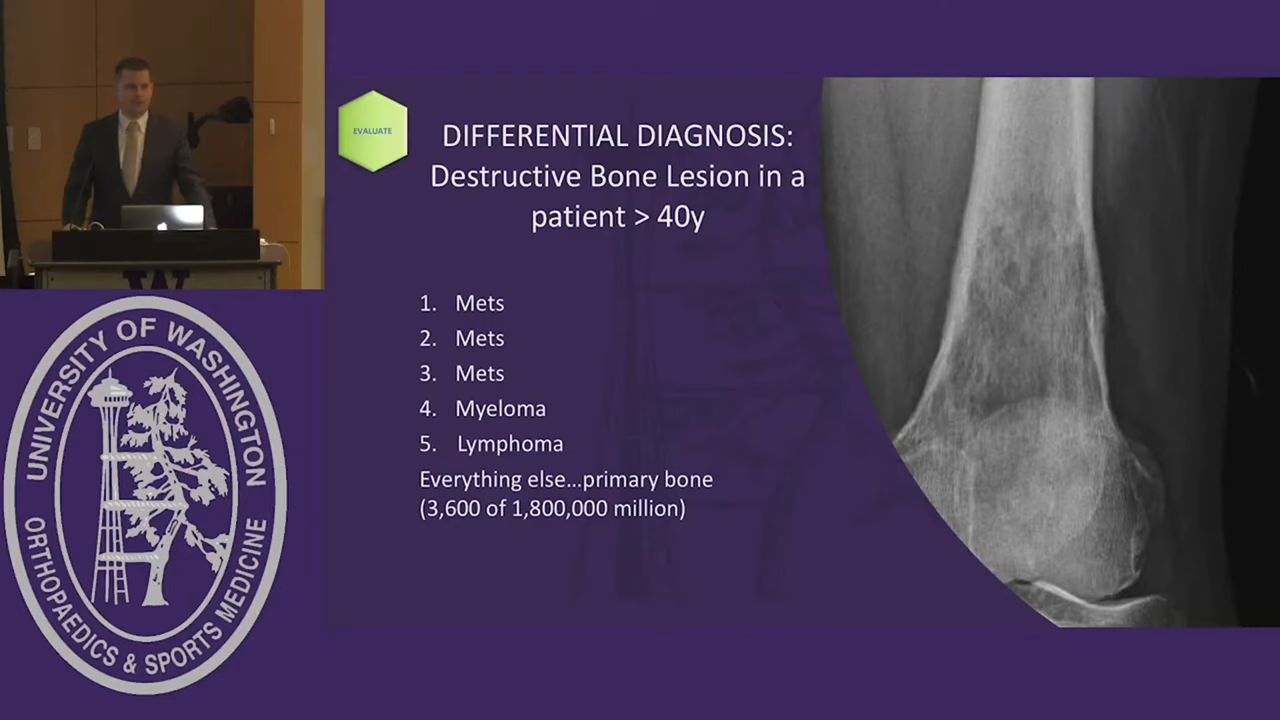 EVALUATE
DIFFERENTIAL DIAGNOSIS:
Destructive Bone Lesion in a
patient > 40y
1. Mets
2. Mets
3. Mets
4. Myeloma
5. Lymphoma
Everything else...primary bone
(3,600 of 1,800,000 million)
UNIVERSITY OF WASHINGTON
ORTHOPAEDICS & SPORTS MEDICINE